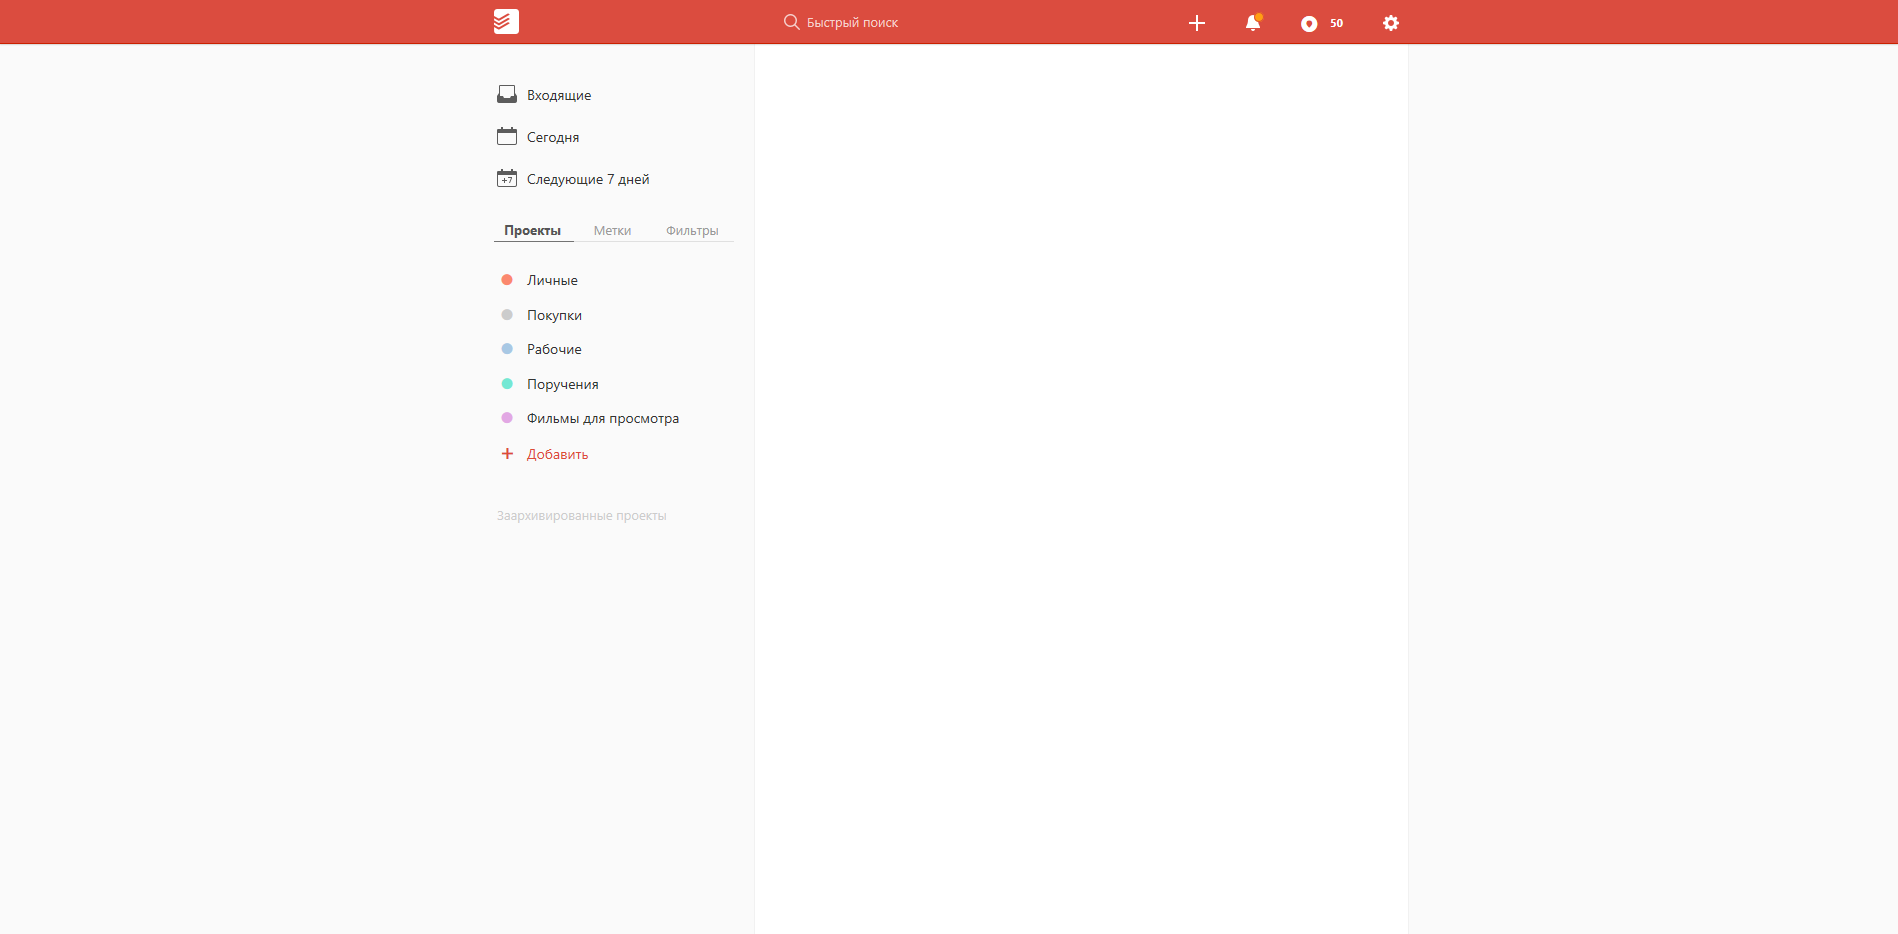 Быстрый поиск
50
Входящие
Сегодня
+7
Следующие 7 дней
Проекты Метки Фильтры
Личные
Покупки
Рабочие
Поручения
Фильмы для просмотра
+ Добавить
Заархивированные проекты